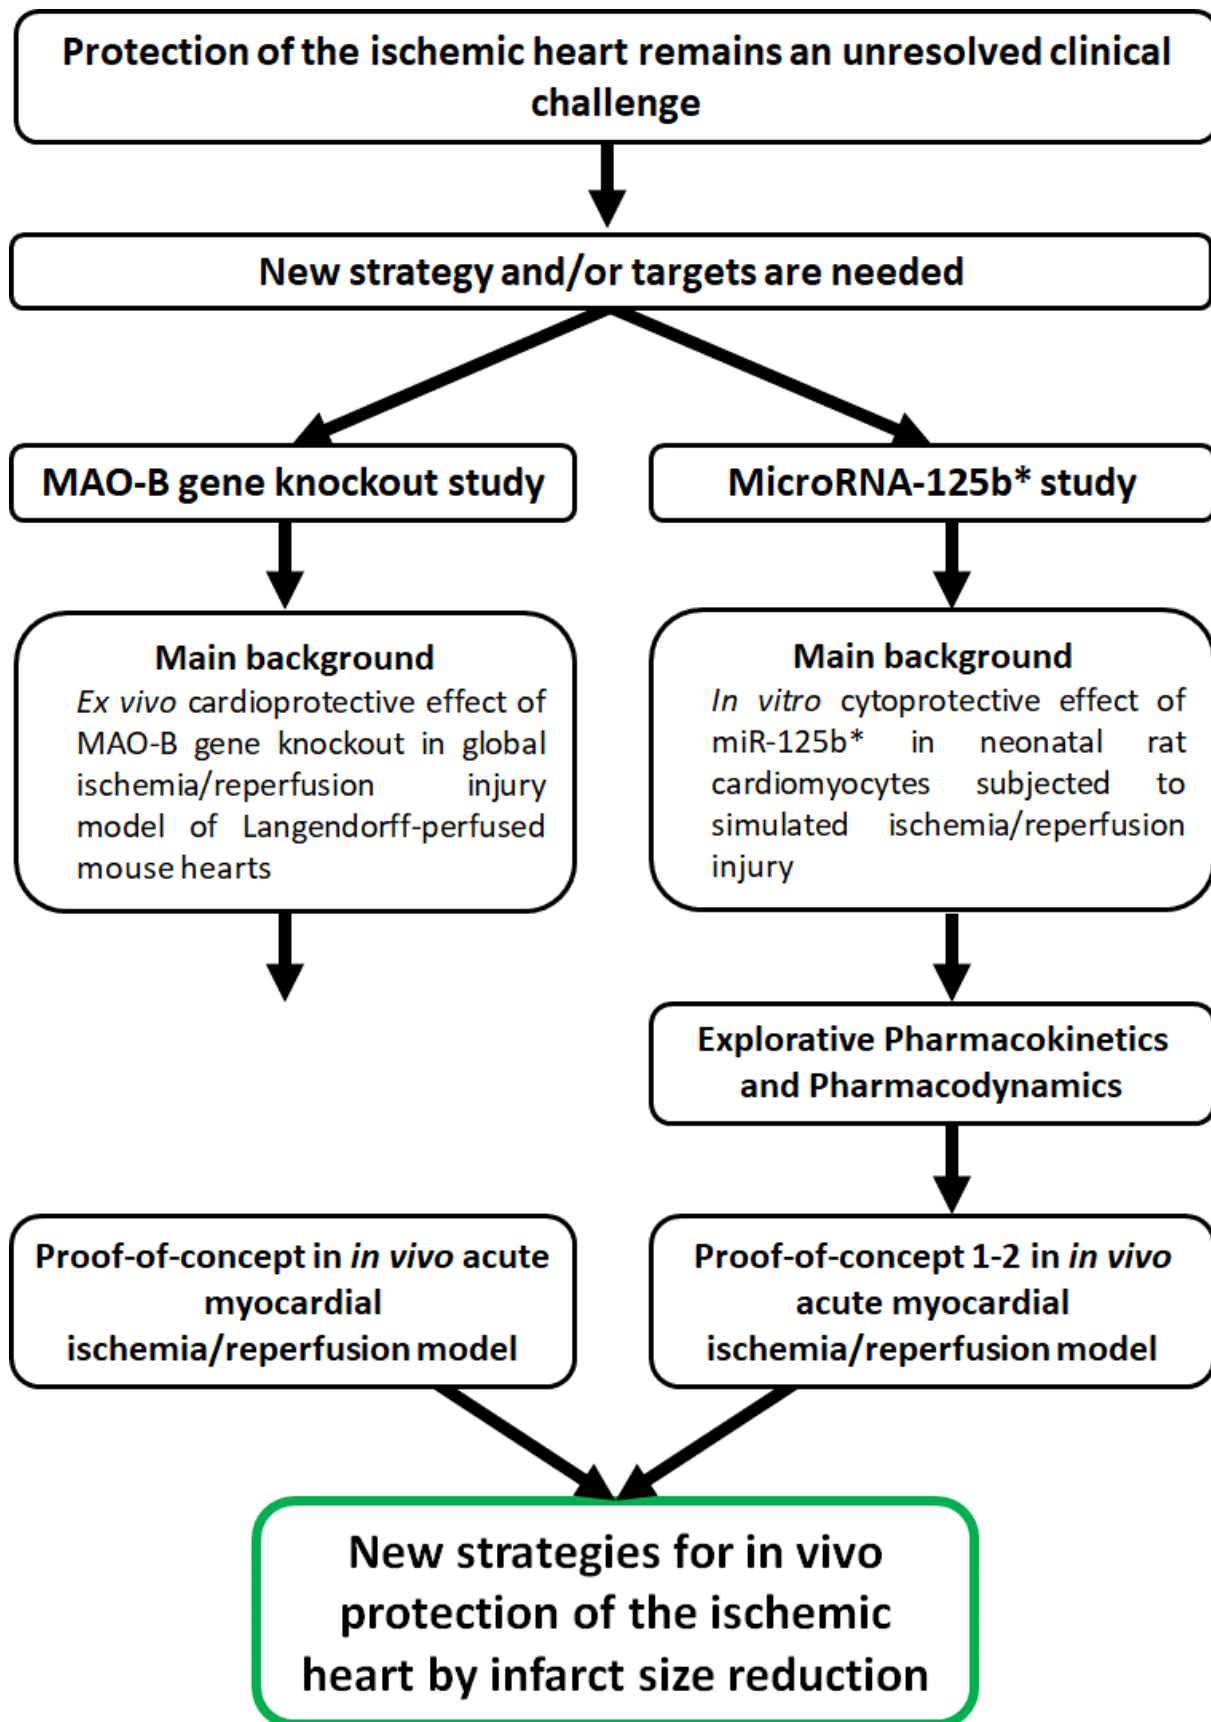 Protection of the ischemic heart remains an unresolved clinical
challenge
New strategy and/or targets are needed
MAO-B gene knockout study
Main background
Ex vivo cardioprotective effect of
MAO-B gene knockout in global
ischemia/reperfusion injury
model of Langendorff-perfused
mouse hearts
MicroRNA-125b* study
Main background
In vitro cytoprotective effect of
miR-125b* in neonatal rat
cardiomyocytes subjected to
simulated ischemia/reperfusion
injury
Explorative Pharmacokinetics
and Pharmacodynamics
Proof-of-concept in in vivo acute
myocardial
ischemia/reperfusion model
Proof-of-concept 1-2 in in vivo
acute myocardial
ischemia/reperfusion model
New strategies for in vivo
protection of the ischemic
heart by infarct size reduction